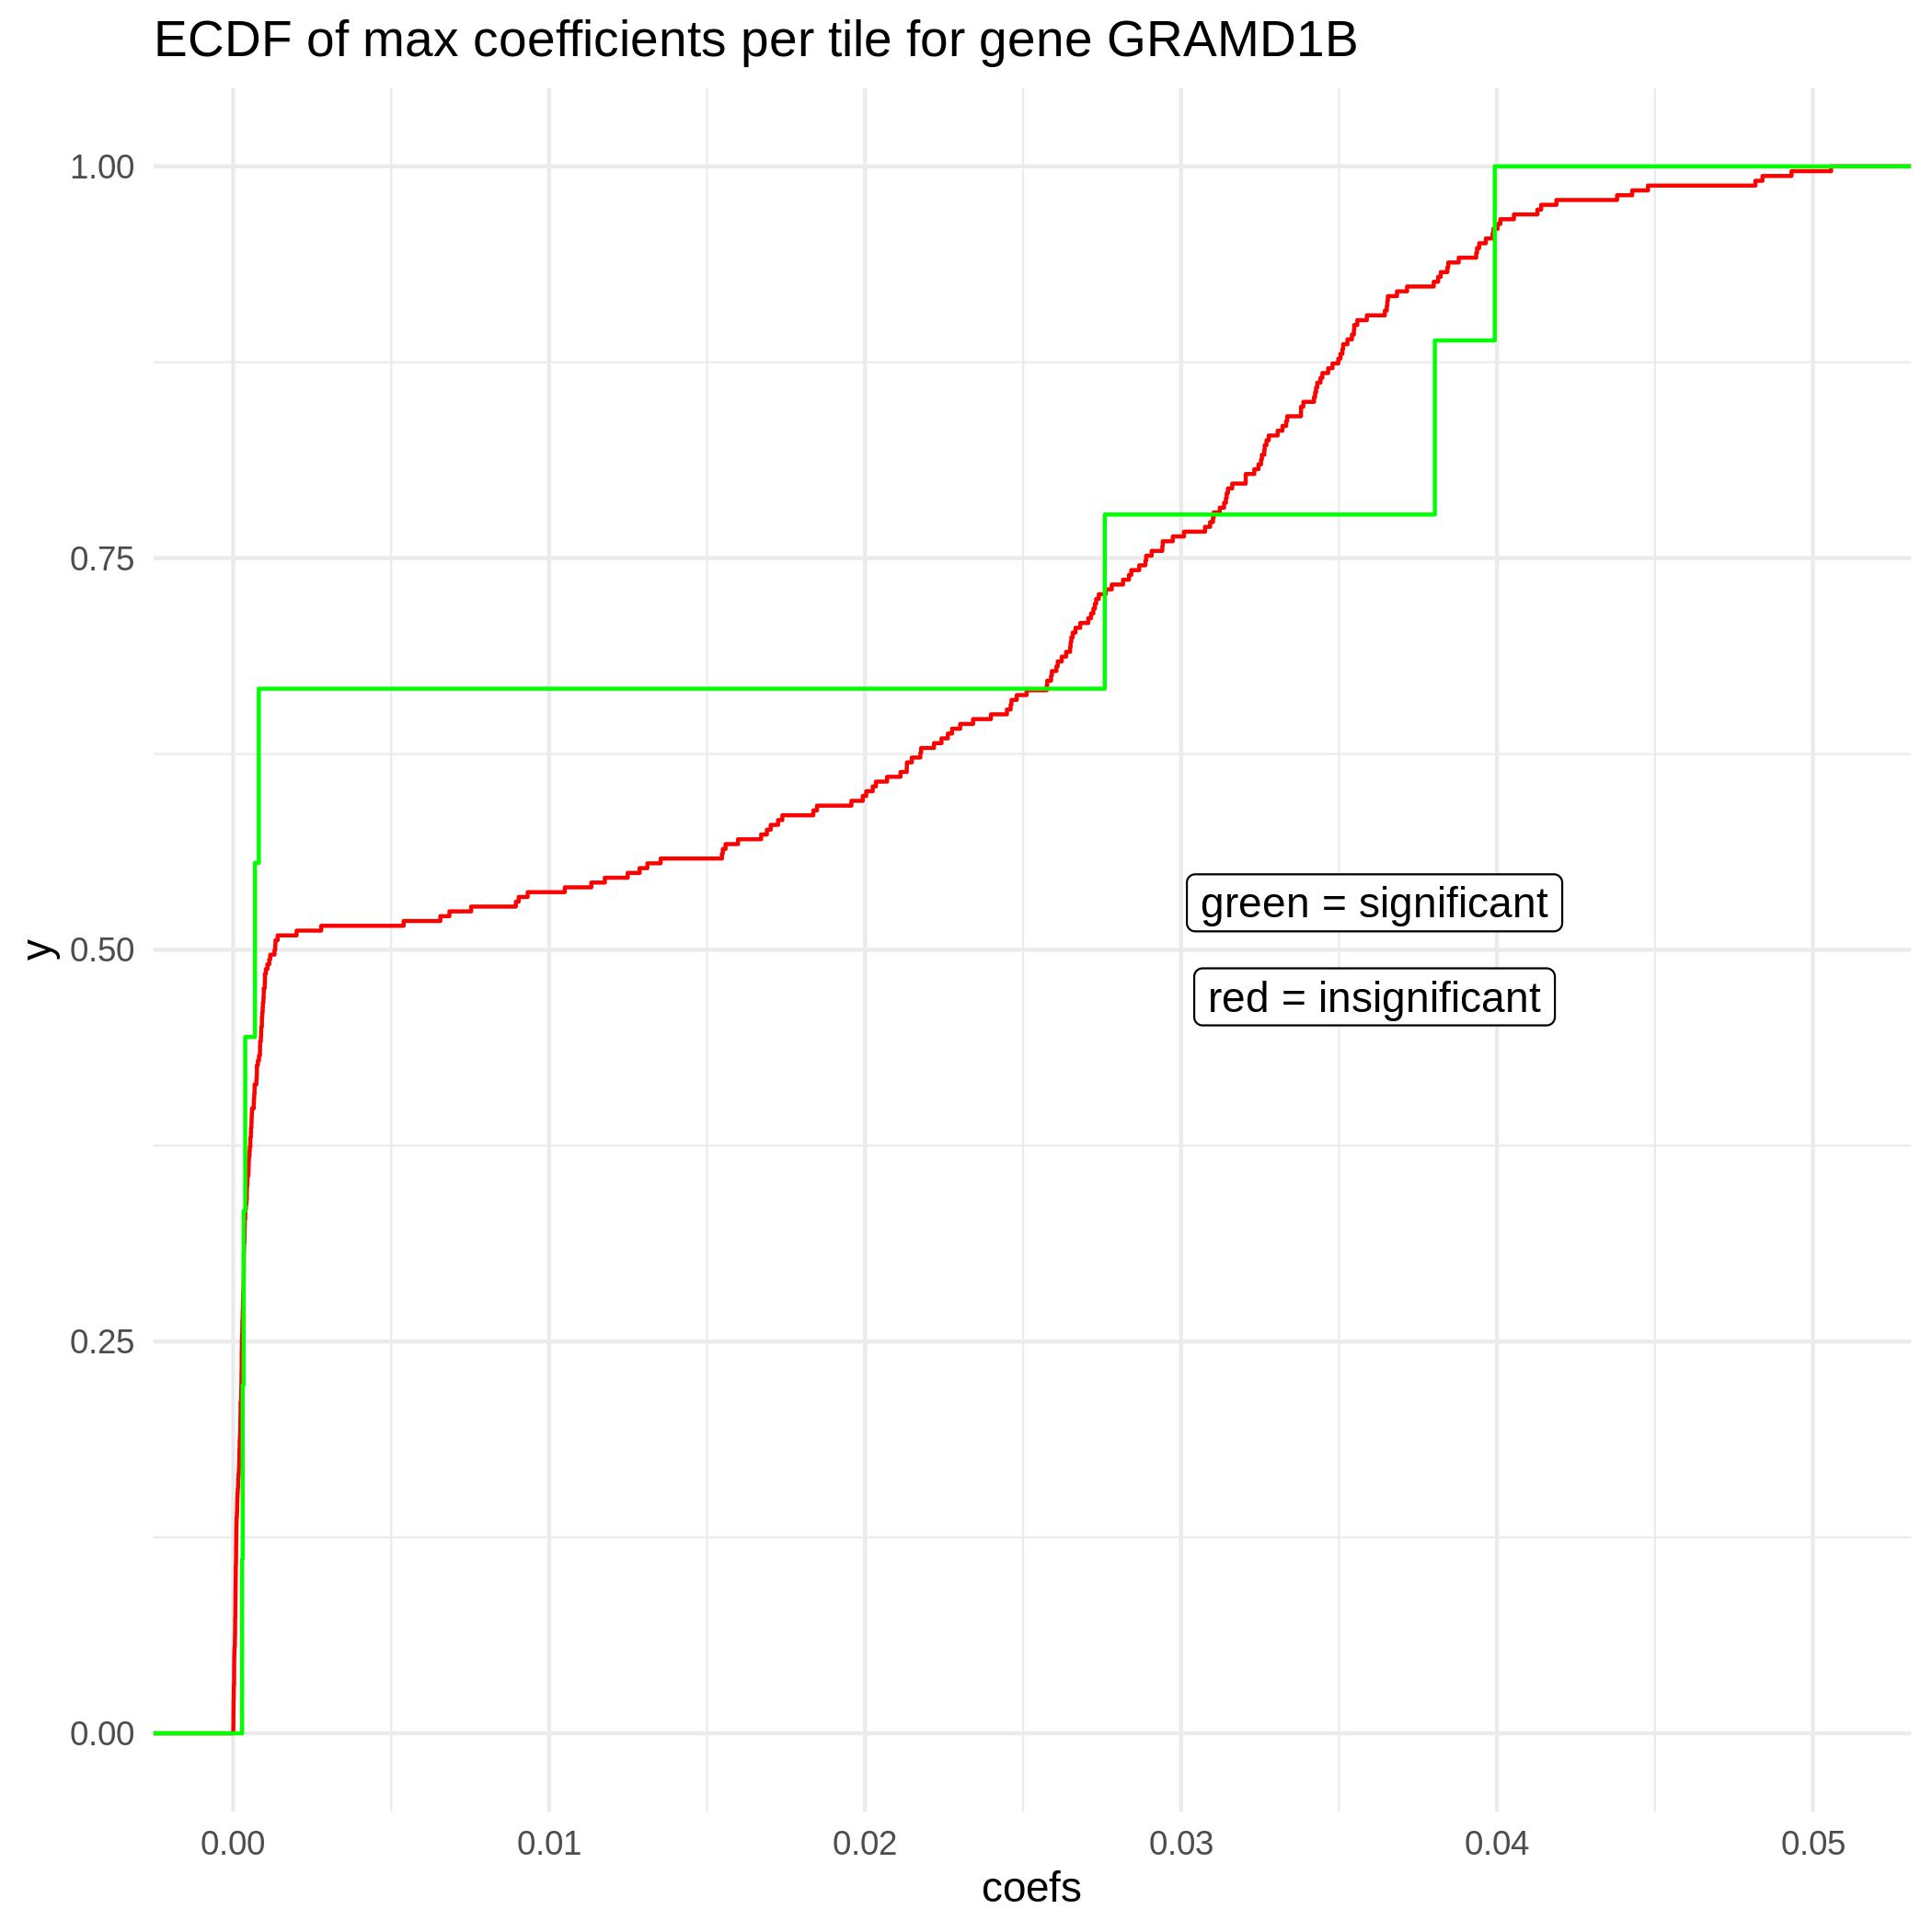 ECDF of max coefficients per tile for gene GRAMD1B
1.00
0.75
0.50
0.25
0.00
y
green = significant
red = insignificant
0.00 0.01 0.02 0.03 0.04 0.05
coefs